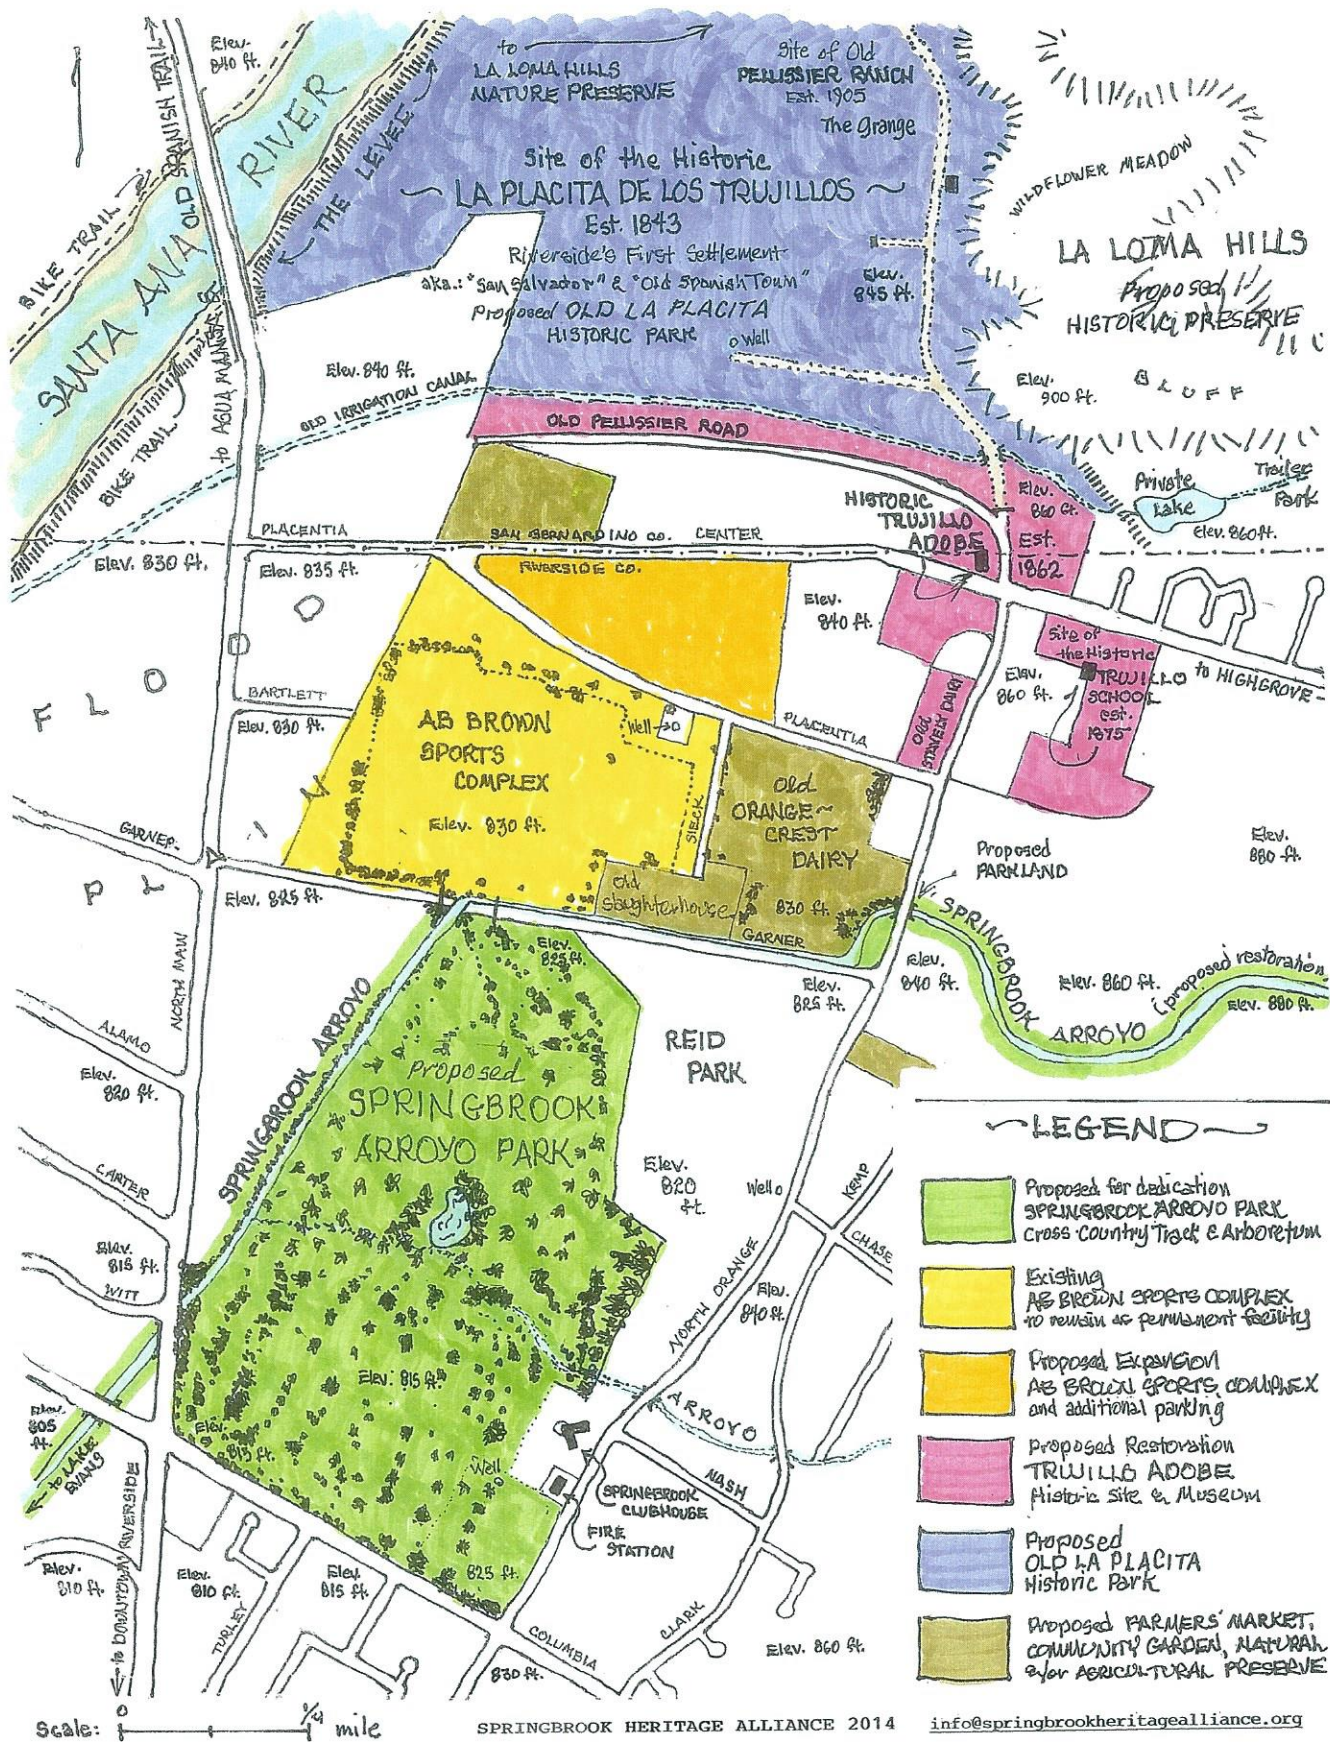 Elev.
840 ft.
to
LA LOMA HILLS
NATURE PRESERVE
Site of Old
PELLISSIER RANCH
Est. 1905
The Grange
OLD SPANISH TRAIL
BIKE TRAIL
SANTA ANA RIVER
THE LEVEE
Site of the Historic
LA PLACITA DE LOS TRUJILLOS
Est. 1843
Riverside's First Settlement
aka.: "San Salvador" & "Old Spanish Town"
Proposed OLD LA PLACITA
HISTORIC PARK
Elev.
845 ft.
o Well
WILDFLOWER MEADOW
LA LOMA HILLS
Proposed
HISTORIC PRESERVE
BLUFF
Elev.
900 ft.
Elev. 840 ft.
OLD IRRIGATION CANAL
to AGUA MANSA
BIKE TRAIL
OLD PELLISSIER ROAD
HISTORIC
TRUJILLO
ADOBE
Elev.
860 ft.
Est.
1862
Private
Lake
Trailer
Park
Elev. 860 ft.
PLACENTIA
SAN BERNARDINO CO.
CENTER
RIVERSIDE CO.
Elev. 830 ft.
Elev. 835 ft.
Elev.
840 ft.
FLOOD PLAIN
BARTLETT
Elev. 830 ft.
AB BROWN
SPORTS
COMPLEX
Elev. 830 ft.
Well
PLACENTIA
Old
STAVELY DAIRY
Elev.
860 ft.
Site of
the Historic
TRUJILLO
SCHOOL
est.
1875
to HIGHGROVE
SIECK
Old
ORANGE~
CREST
DAIRY
830 ft.
Old
Slaughterhouse
GARNER
GARNER
Elev. 825 ft.
Proposed
PARKLAND
Elev.
880 ft.
SPRINGBROOK ARROYO
(proposed restoration)
Elev.
840 ft.
Elev. 860 ft.
Elev. 880 ft.
Elev.
825 ft.
Elev.
825 ft.
NORTH MAIN
ALAMO
Elev.
820 ft.
SPRINGBROOK ARROYO
REID
PARK
Proposed
SPRINGBROOK
ARROYO PARK
CARTER
Elev.
815 ft.
WITT
Elev.
820
ft.
Well o
KEMP
CHASE
NORTH ORANGE
Elev.
840 ft.
Elev. 815 ft.
ARROYO
Elev.
805
ft.
to LAKE
EVANS
Elev.
815 ft.
Well
NASH
SPRINGBROOK
CLUBHOUSE
FIRE
STATION
to DOWNTOWN RIVERSIDE
Elev.
810 ft.
Elev.
810 ft.
TURLEY
Elev.
815 ft.
825 ft.
COLUMBIA
CLARK
830 ft.
Elev. 860 ft.
~LEGEND~
Proposed for dedication
SPRINGBROOK ARROYO PARK
Cross-Country Track & Arboretum
Existing
AB BROWN SPORTS COMPLEX
to remain as permanent facility
Proposed Expansion
AB BROWN SPORTS COMPLEX
and additional parking
Proposed Restoration
TRUJILLO ADOBE
Historic Site & Museum
Proposed
OLD LA PLACITA
Historic Park
Proposed FARMERS' MARKET,
COMMUNITY GARDEN, NATURAL
&/or AGRICULTURAL PRESERVE
Scale: 0 1/4 mile
SPRINGBROOK HERITAGE ALLIANCE 2014
info@springbrookheritagealliance.org